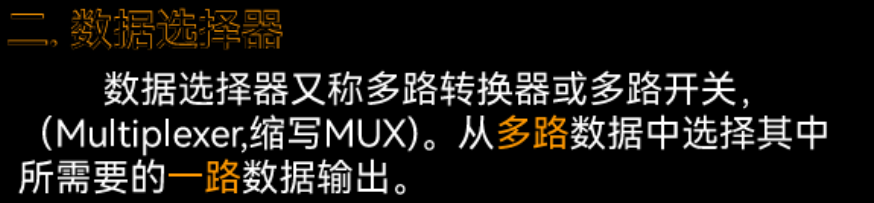 二. 数据选择器
数据选择器又称多路转换器或多路开关，
（Multiplexer,缩写MUX)。从多路数据中选择其中
所需要的一路数据输出。